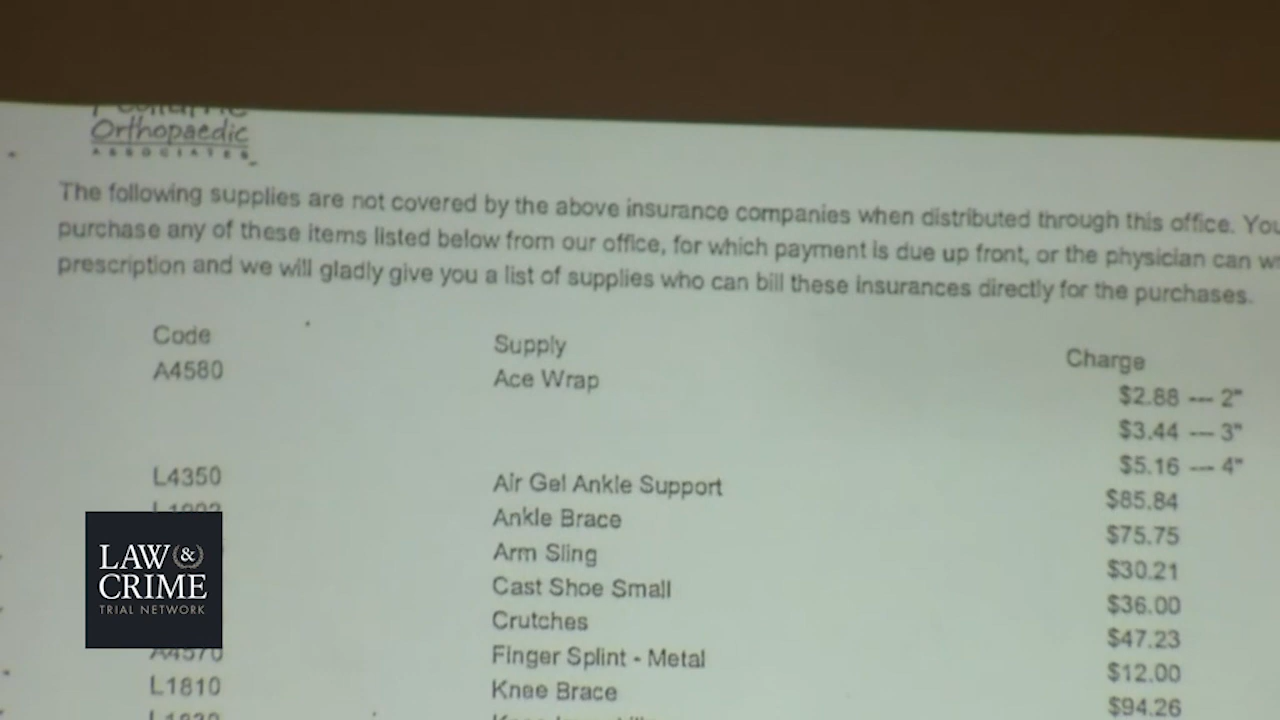 Orthopaedic
ASSOCIATES
The following supplies are not covered by the above insurance companies when distributed through this office. You
purchase any of these items listed below from our office, for which payment is due up front, or the physician can
prescription and we will gladly give you a list of supplies who can bill these insurances directly for the purchases.
Code Supply Charge
A4580 Ace Wrap $2.88 --- 2"
$3.44 --- 3"
$5.16 --- 4"
L4350 Air Gel Ankle Support $85.84
Ankle Brace $75.75
Arm Sling $30.21
Cast Shoe Small $36.00
Crutches $47.23
A4570 Finger Splint - Metal $12.00
L1810 Knee Brace $94.26
LAW &
CRIME
TRIAL NETWORK